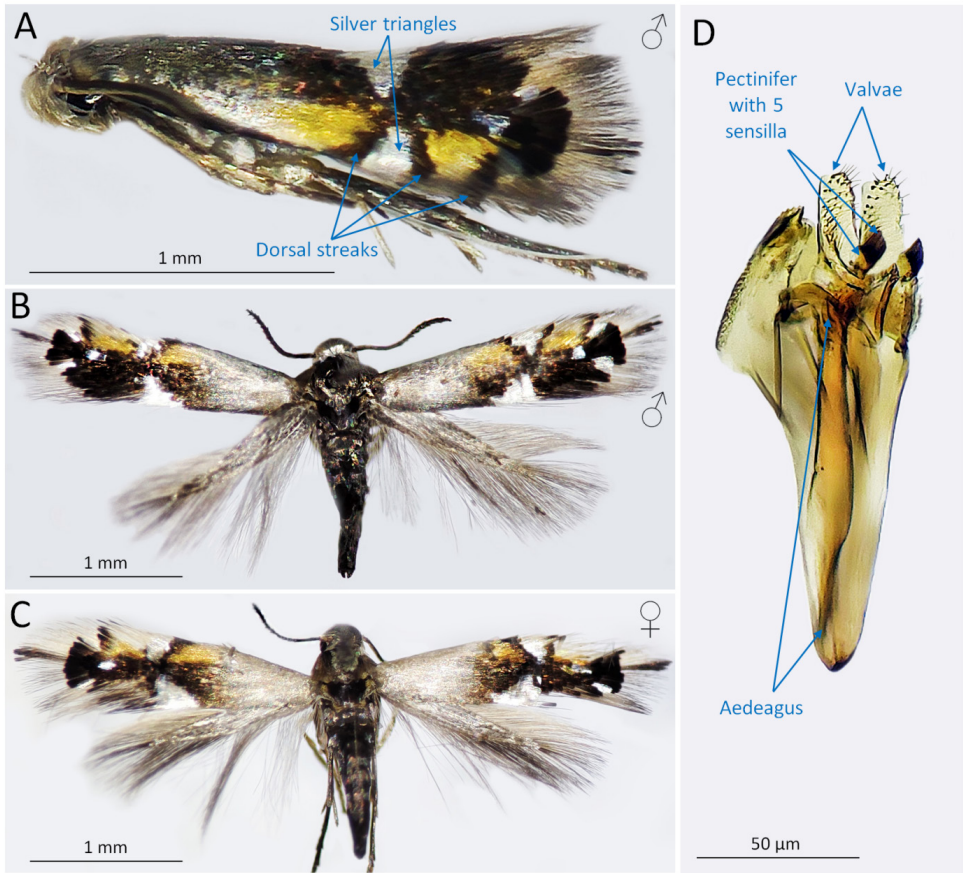 A
Silver triangles
♂
Dorsal streaks
1 mm
B
♂
1 mm
C
♀
1 mm
D
Pectinifer
with 5
sensilla
Valvae
Aedeagus
50 µm